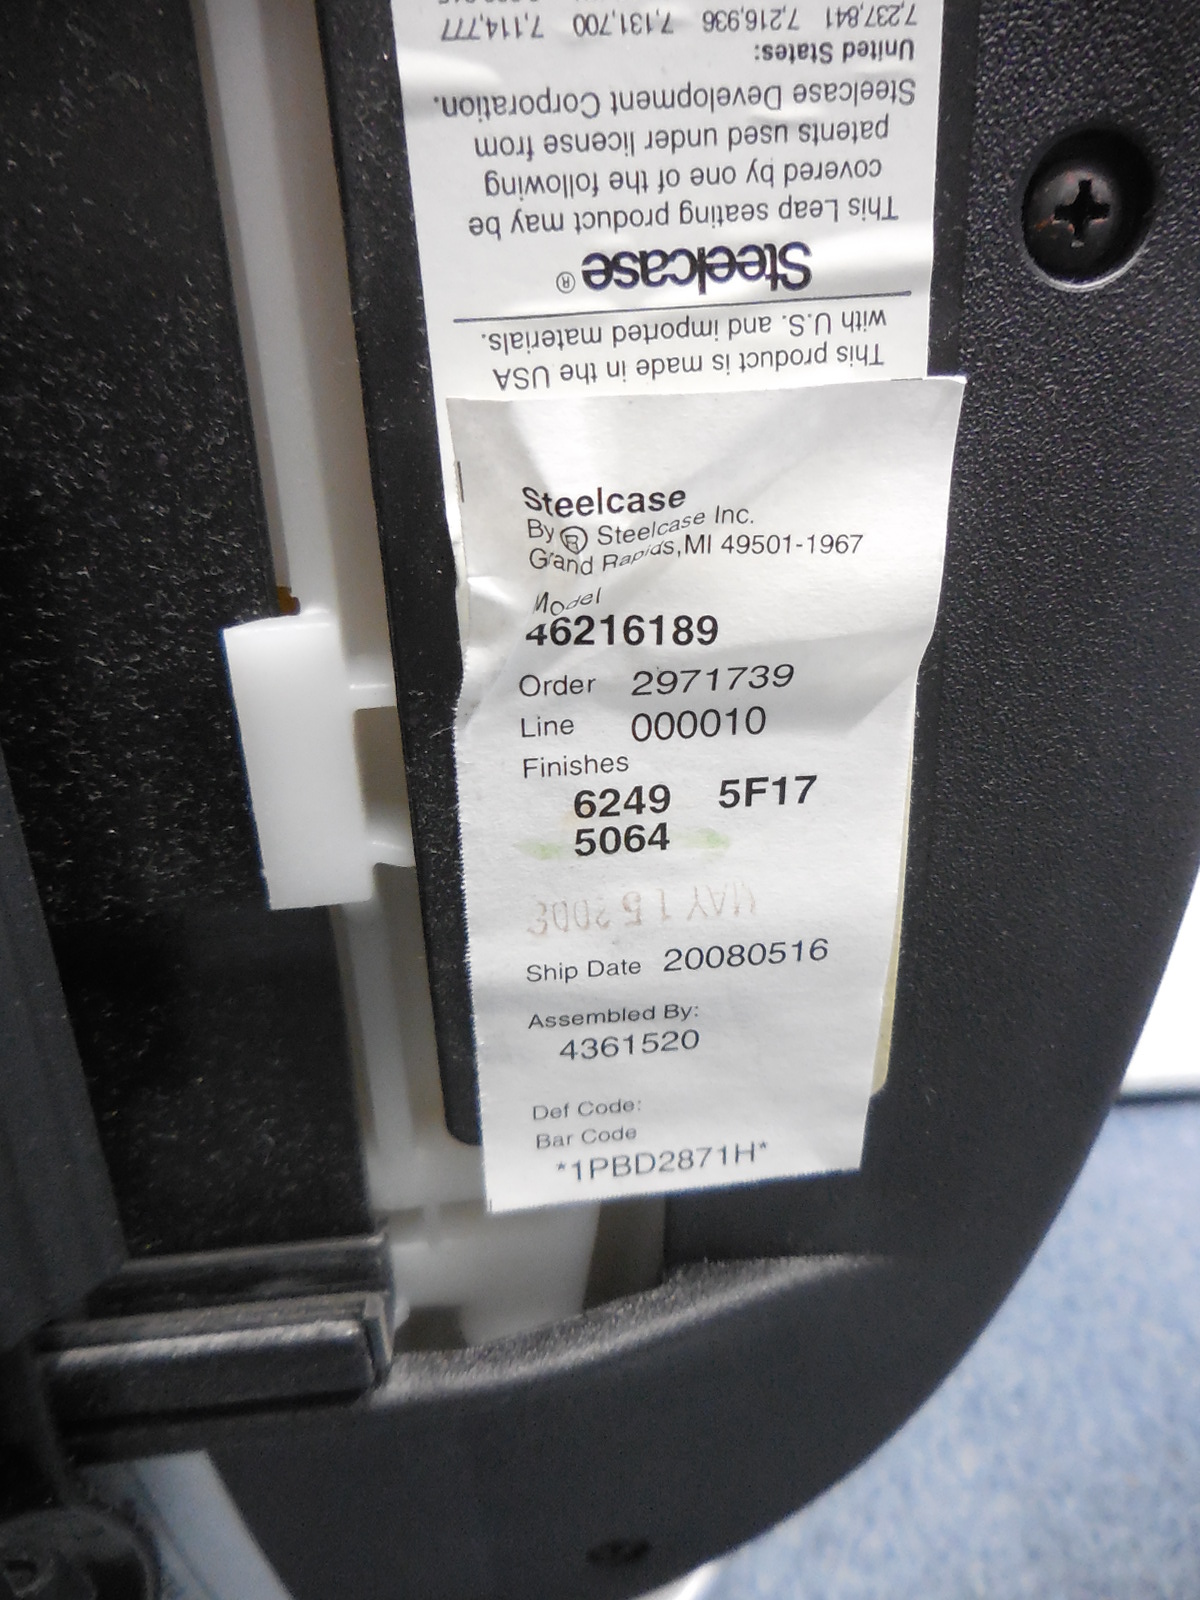 Steelcase
By ® Steelcase Inc.
Grand Rapids, MI 49501-1967
Model
46216189
Order 2971739
Line 000010
Finishes
6249 5F17
5064
MAY 15 2008
Ship Date 20080516
Assembled By:
4361520
Def Code:
Bar Code
*1PBD2871H*
This product is made in the USA
with U.S. and imported materials.
Steelcase®
This Leap seating product may be
covered by one of the following
patents used under license from
Steelcase Development Corporation.
United States:
7,237,841 7,216,936 7,131,700 7,114,777